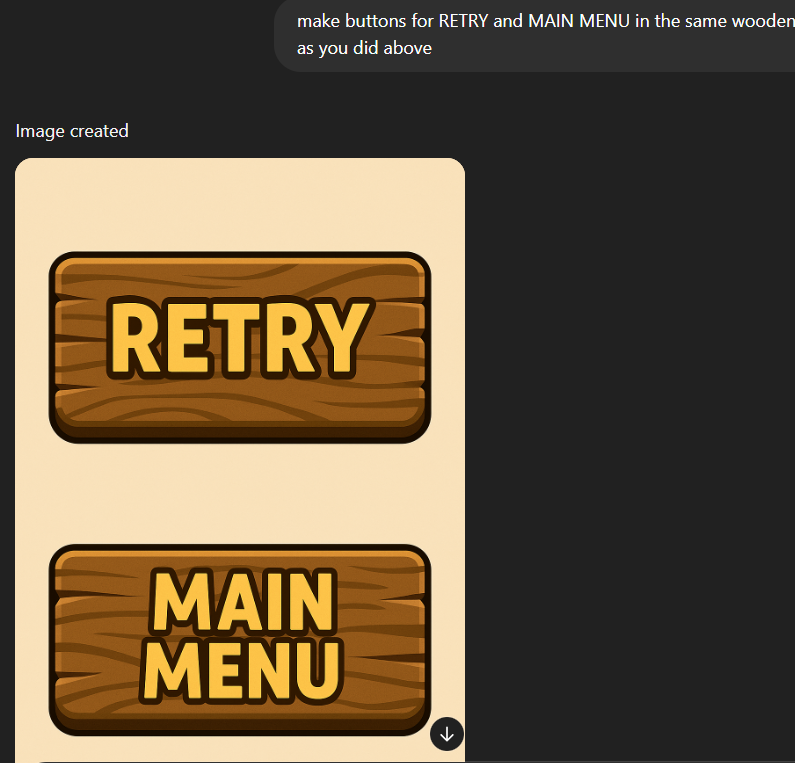 make buttons for RETRY and MAIN MENU in the same wooden
as you did above
Image created
RETRY
MAIN
MENU